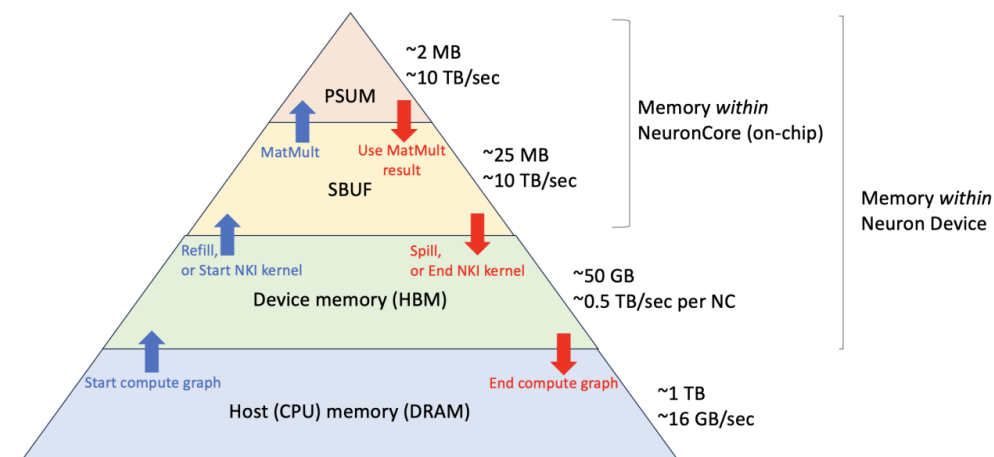 ~2 MB
~10 TB/sec
PSUM
Memory within
NeuronCore (on-chip)
MatMult
Use MatMult
result
~25 MB
~10 TB/sec
SBUF
Memory within
Neuron Device
Refill,
or Start NKI kernel
Spill,
or End NKI kernel
~50 GB
~0.5 TB/sec per NC
Device memory (HBM)
Start compute graph
End compute graph
~1 TB
~16 GB/sec
Host (CPU) memory (DRAM)